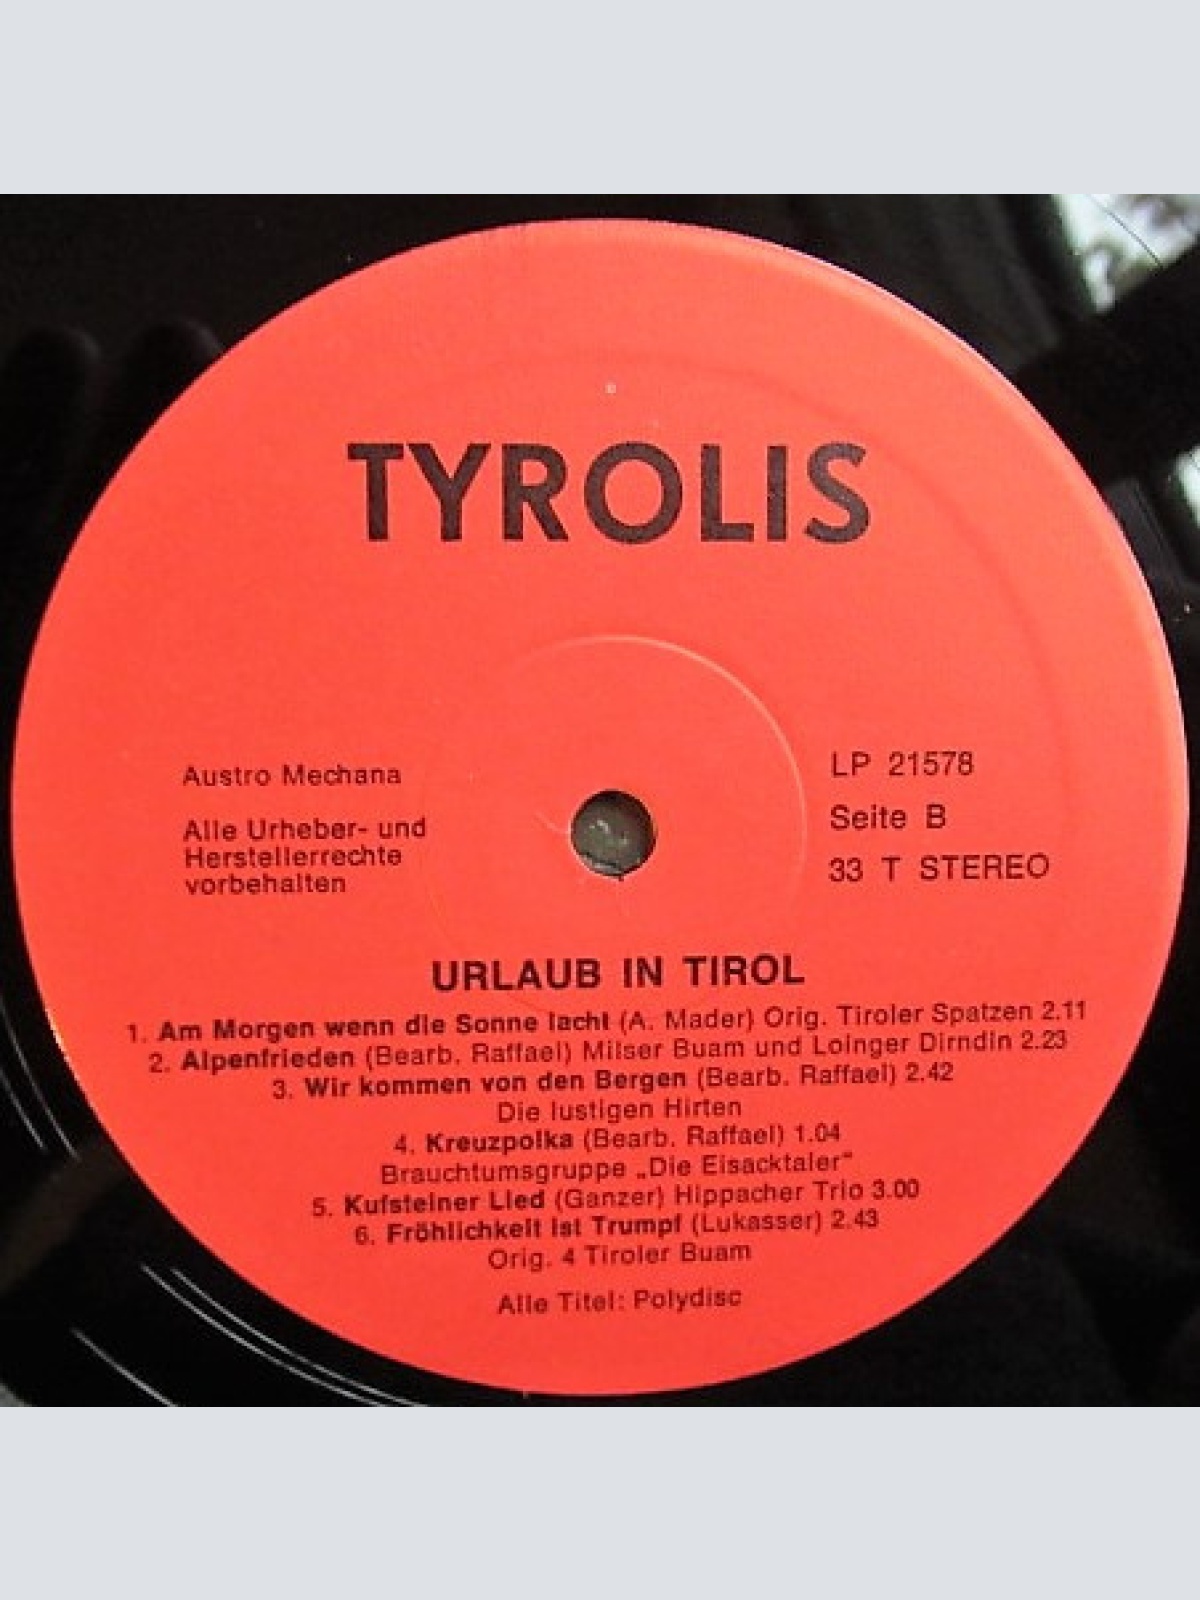 TYROLIS
Austro Mechana
Alle Urheber- und
Herstellerrechte
vorbehalten
LP 21578
Seite B
33 T STEREO
URLAUB IN TIROL
1. Am Morgen wenn die Sonne lacht (A. Mader) Orig. Tiroler Spatzen 2.11
2. Alpenfrieden (Bearb. Raffael) Milser Buam und Loinger Dirndln 2.23
3. Wir kommen von den Bergen (Bearb. Raffael) 2.42
Die lustigen Hirten
4. Kreuzpolka (Bearb. Raffael) 1.04
Brauchtumsgruppe „Die Eisacktaler“
5. Kufsteiner Lied (Ganzer) Hippacher Trio 3.00
6. Fröhlichkeit ist Trumpf (Lukasser) 2.43
Orig. 4 Tiroler Buam
Alle Titel: Polydisc